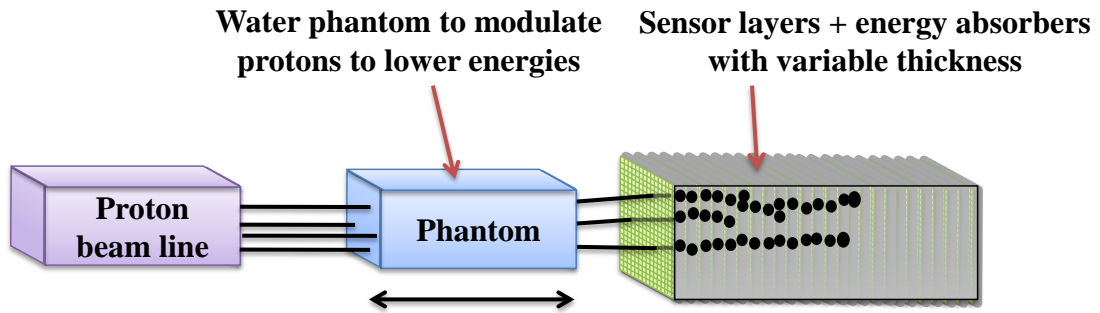 Water phantom to modulate
protons to lower energies
Sensor layers + energy absorbers
with variable thickness
Proton
beam line
Phantom